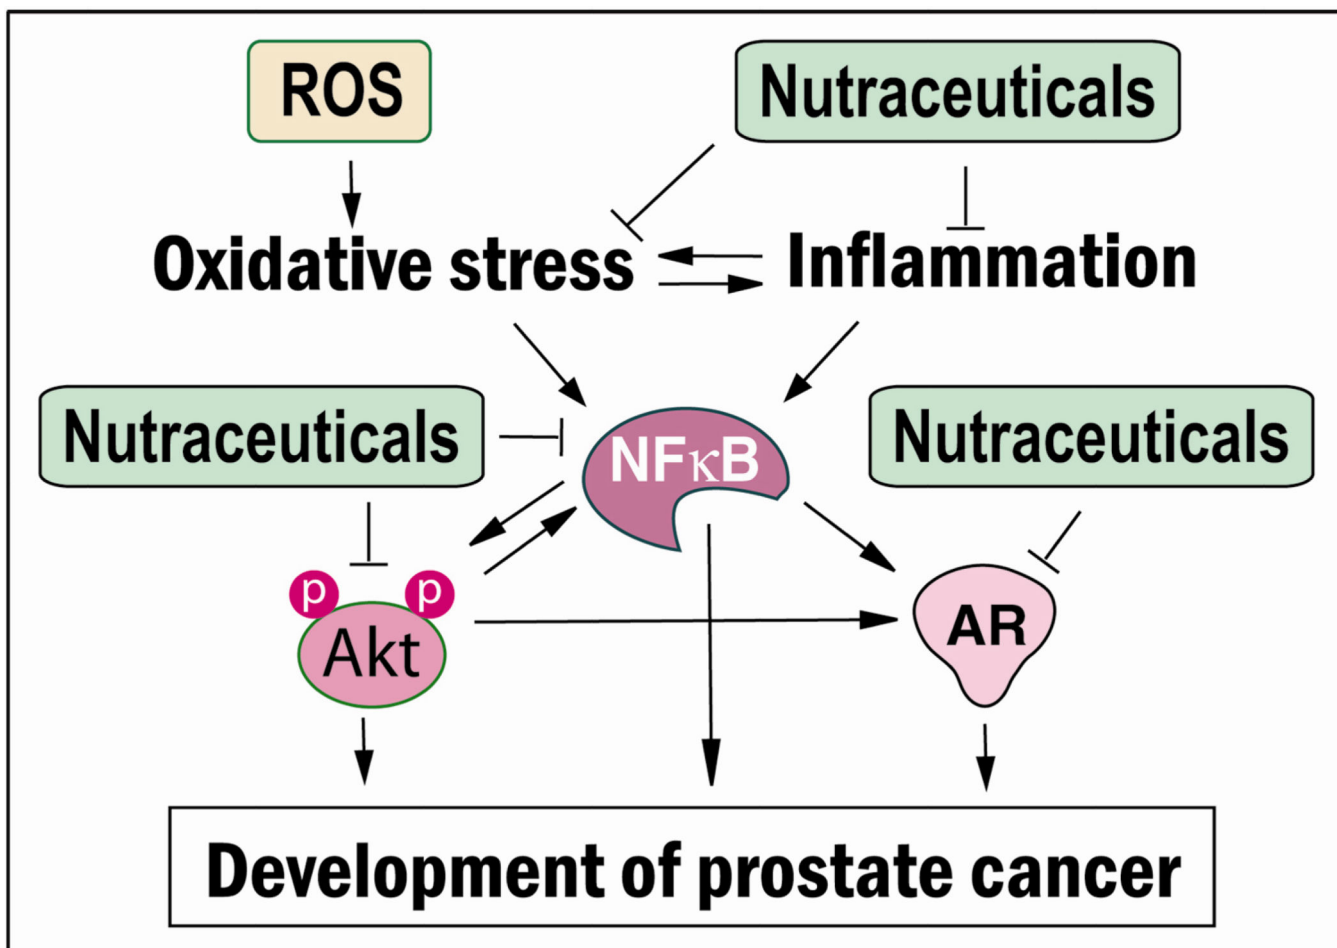 ROS
Nutraceuticals
Oxidative stress
Inflammation
Nutraceuticals
NFκB
Nutraceuticals
p
p
Akt
AR
Development of prostate cancer